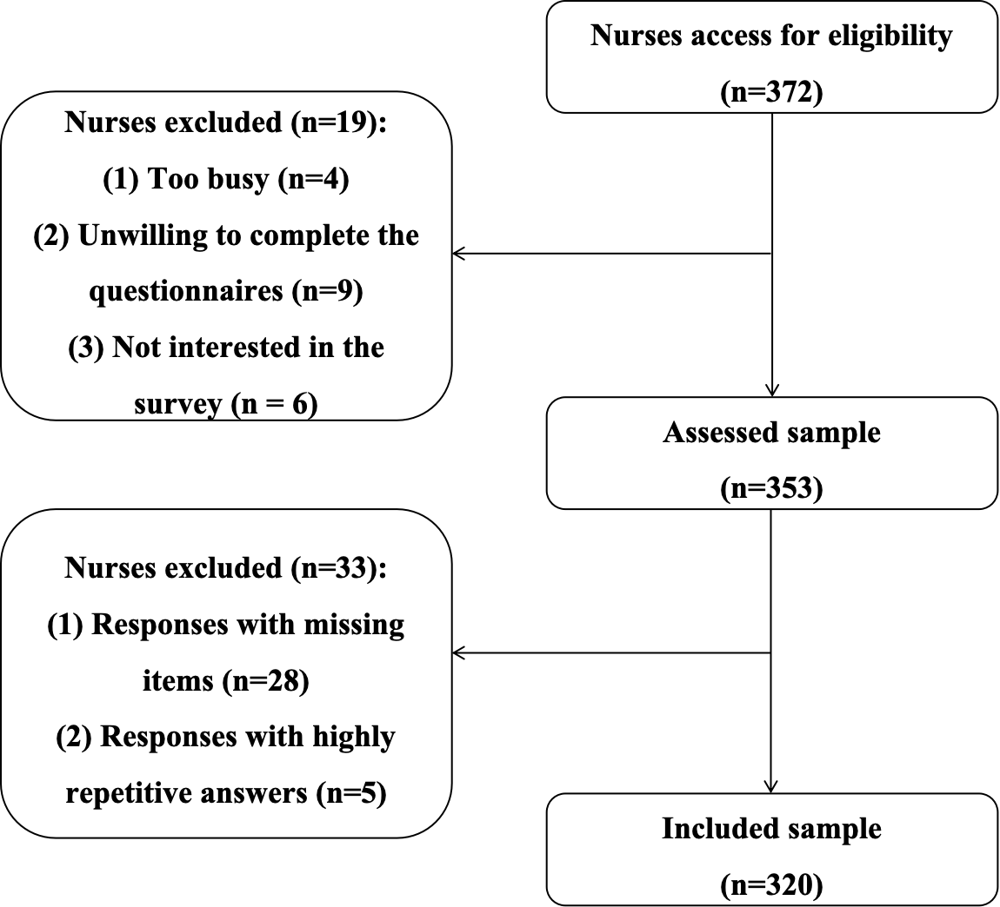 Nurses access for eligibility
(n=372)
Nurses excluded (n=19):
(1) Too busy (n=4)
(2) Unwilling to complete the
questionnaires (n=9)
(3) Not interested in the
survey (n = 6)
Assessed sample
(n=353)
Nurses excluded (n=33):
(1) Responses with missing
items (n=28)
(2) Responses with highly
repetitive answers (n=5)
Included sample
(n=320)